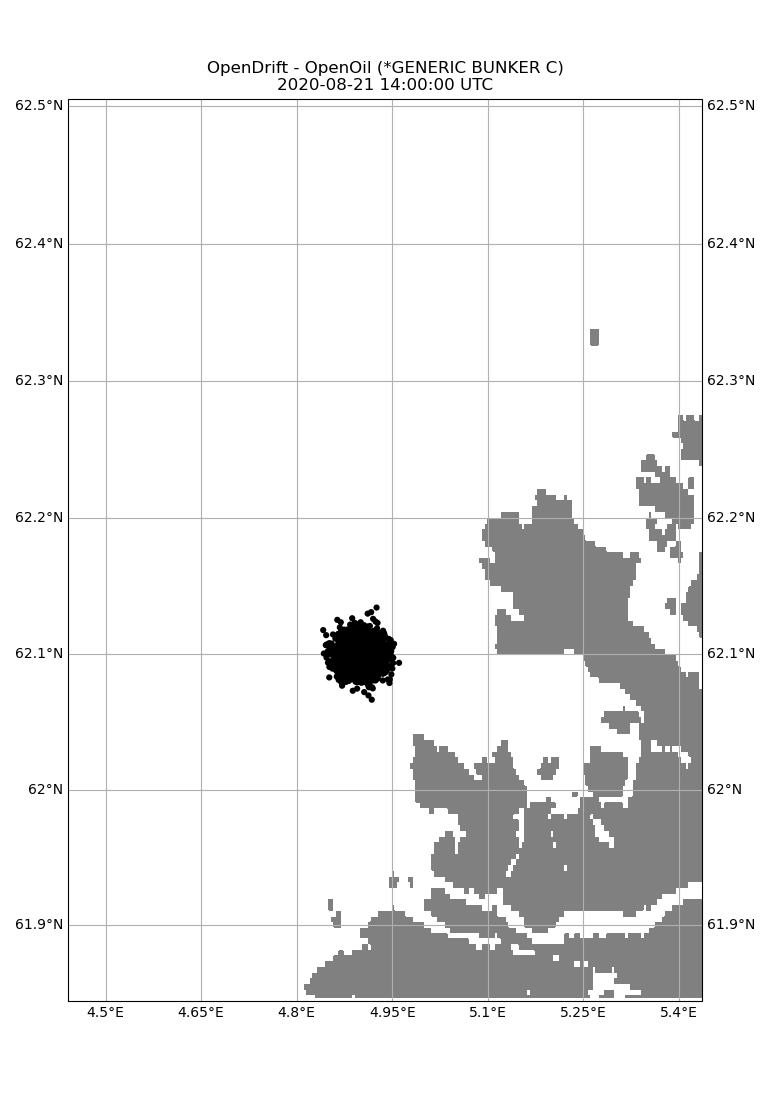 OpenDrift - OpenOil (*GENERIC BUNKER C)
2020-08-21 14:00:00 UTC
62.5°N 62.5°N
62.4°N 62.4°N
62.3°N 62.3°N
62.2°N 62.2°N
62.1°N 62.1°N
62°N 62°N
61.9°N 61.9°N
4.5°E 4.65°E 4.8°E 4.95°E 5.1°E 5.25°E 5.4°E